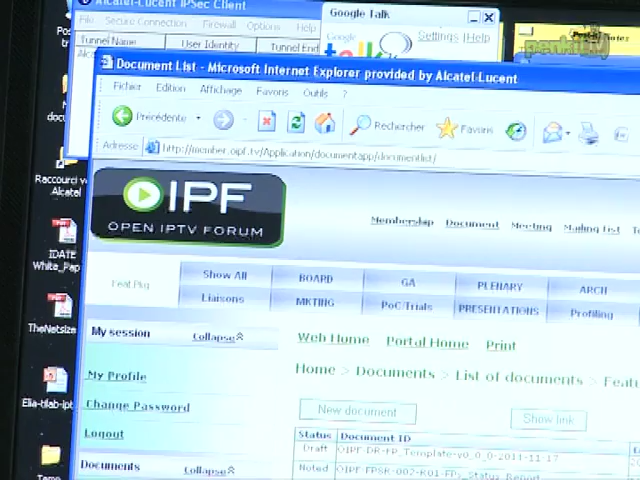 Alcatel-Lucent IPSec Client
File Secure Connection Firewall Options Help
Tunnel Name User Identity Tunnel End
Google Talk
talk
Settings | Help
Document List - Microsoft Internet Explorer provided by Alcatel-Lucent
Fichier Edition Affichage Favoris Outils ?
Précédente Rechercher Favoris
Adresse http://member.oipf.tv/Application/documentapp/documentlist/
OIPF
OPEN IPTV FORUM
Membership Document Meeting Mailing list
Show All BOARD GA PLENARY ARCH
Liaisons MKTING PoC/Trials PRESENTATIONS Profiling
My session Collapse
Web Home Portal Home Print
Home > Documents > List of documents > Featu
My Profile
Change Password
Logout
New document Show link
Status Document ID
Draft OIPF-DR-FP_Template-v0_0_0-2011-11-17
Noted OIPF-FPSR-002-R01-FPs_Status_Report
Documents Collapse
Raccourci v
Alcatel
IDATE
White_Pap
TheNetsize